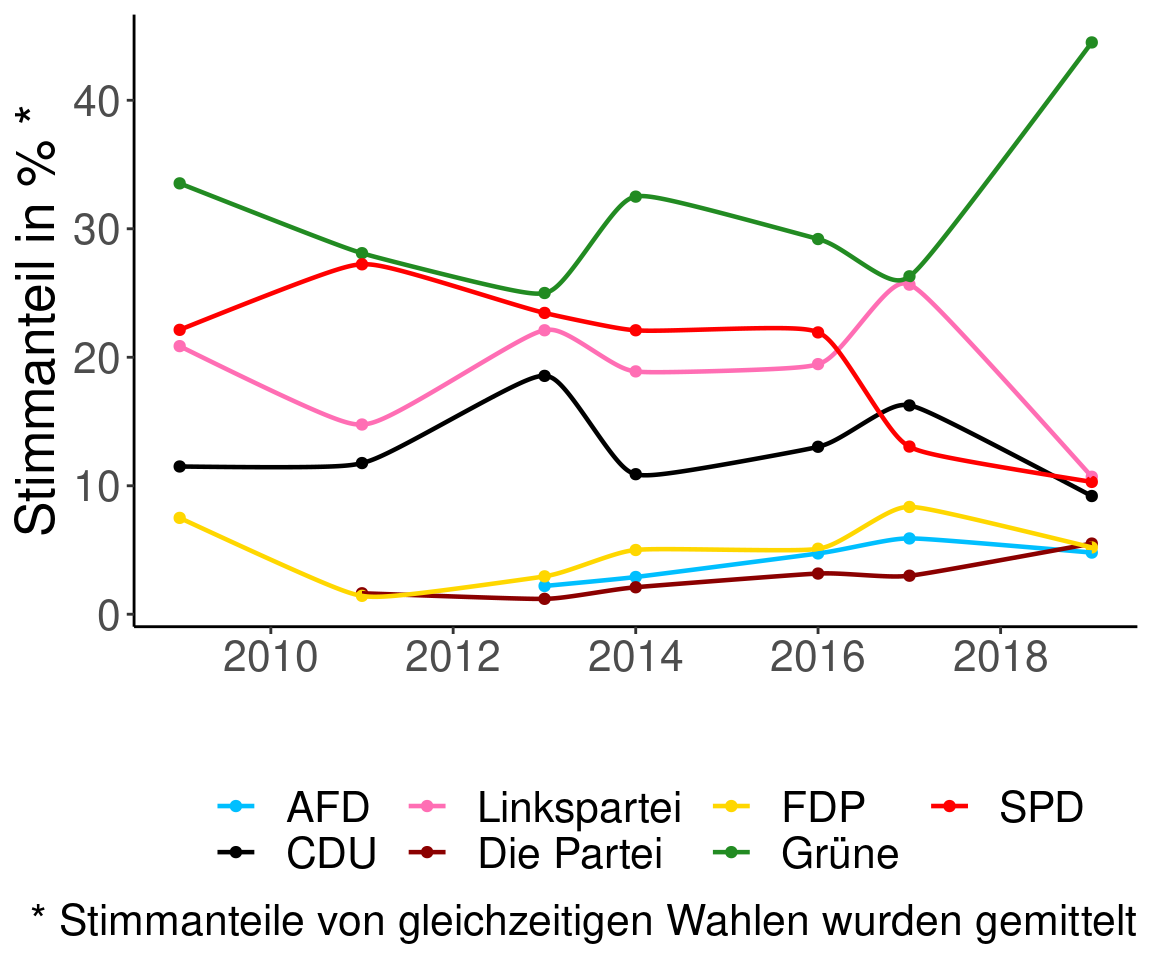 Stimmanteil in % *
40
30
20
10
0
2010 2012 2014 2016 2018
AFD Linkspartei FDP SPD
CDU Die Partei Grüne
* Stimmanteile von gleichzeitigen Wahlen wurden gemittelt